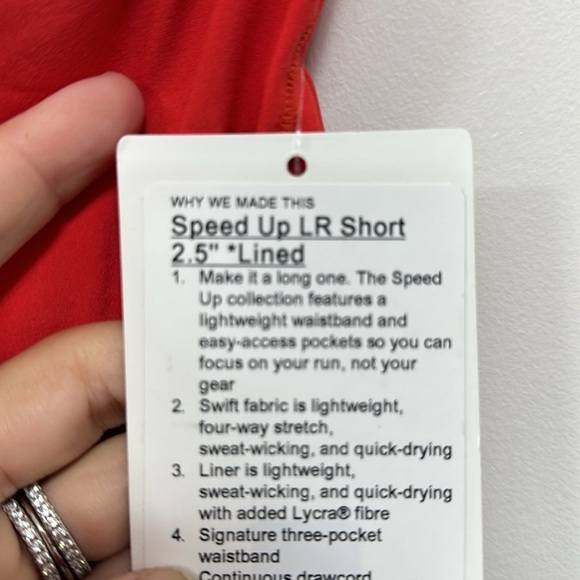 WHY WE MADE THIS
Speed Up LR Short
2.5" *Lined
1. Make it a long one. The Speed
Up collection features a
lightweight waistband and
easy-access pockets so you can
focus on your run, not your
gear
2. Swift fabric is lightweight,
four-way stretch,
sweat-wicking, and quick-drying
3. Liner is lightweight,
sweat-wicking, and quick-drying
with added Lycra® fibre
4. Signature three-pocket
waistband
Continuous drawcord